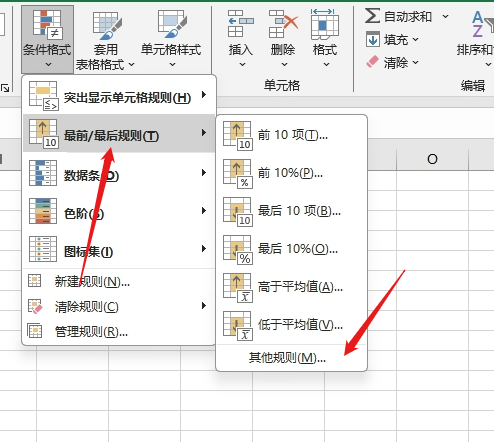 条件格式
套用
表格格式
单元格样式
插入
删除
格式
单元格
自动求和
填充
清除
排序和
编辑
突出显示单元格规则(H)
最前/最后规则(T)
数据条(D)
色阶(S)
图标集(I)
新建规则(N)...
清除规则(C)
管理规则(R)...
前 10 项(T)...
前 10%(P)...
最后 10 项(B)...
最后 10%(O)...
高于平均值(A)...
低于平均值(V)...
其他规则(M)...
O